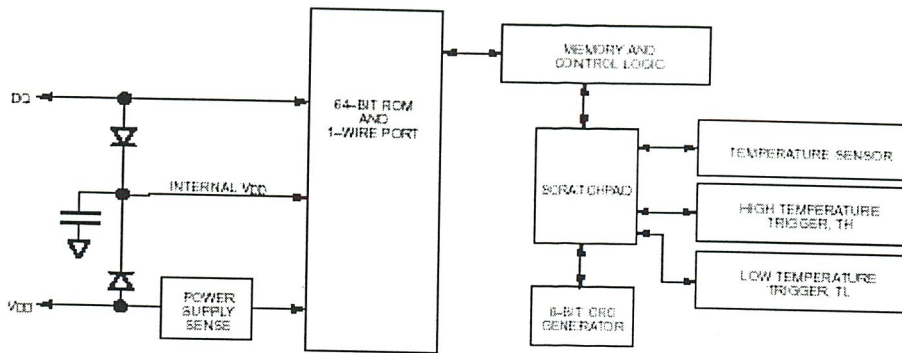 DQ
INTERNAL VDD
VDD
POWER
SUPPLY
SENSE
64-BIT ROM
AND
1-WIRE PORT
MEMORY AND
CONTROL LOGIC
SCRATCHPAD
8-BIT CRC
GENERATOR
TEMPERATURE SENSOR
HIGH TEMPERATURE
TRIGGER, TH
LOW TEMPERATURE
TRIGGER, TL